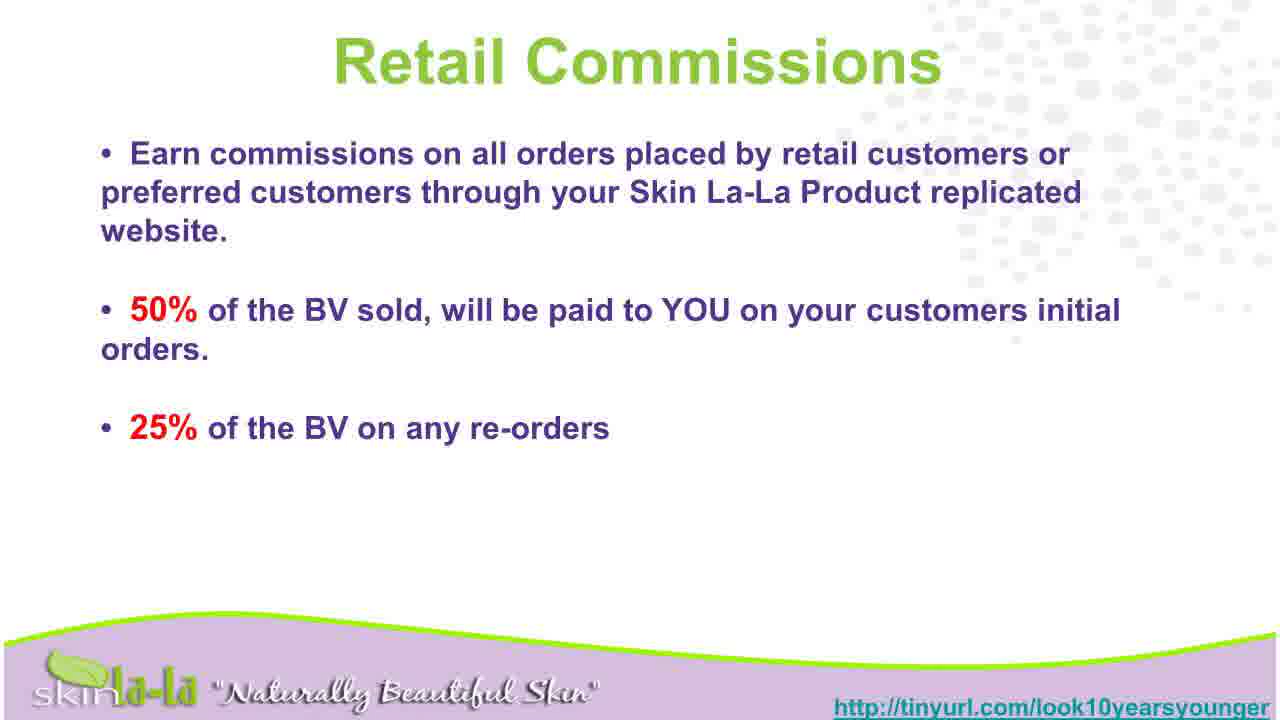 Retail Commissions
• Earn commissions on all orders placed by retail customers or
preferred customers through your Skin La-La Product replicated
website.
• 50% of the BV sold, will be paid to YOU on your customers initial
orders.
• 25% of the BV on any re-orders
skin la-la "Naturally Beautiful Skin"
http://tinyurl.com/look10yearsyounger